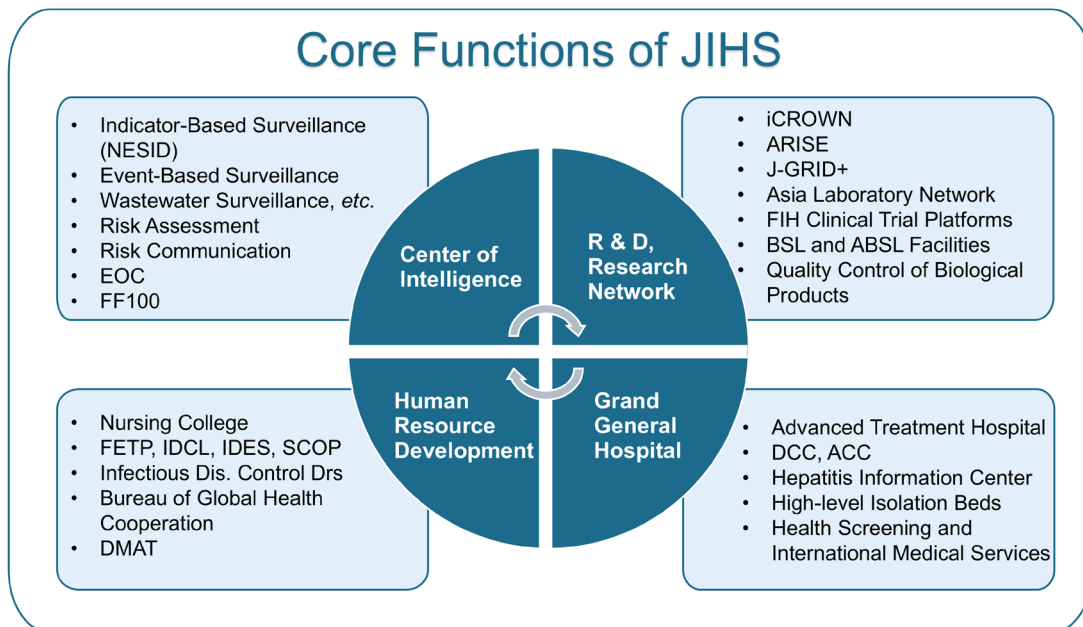 Core Functions of JIHS
• Indicator-Based Surveillance
(NESID)
• Event-Based Surveillance
• Wastewater Surveillance, etc.
• Risk Assessment
• Risk Communication
• EOC
• FF100
• iCROWN
• ARISE
• J-GRID+
• Asia Laboratory Network
• FIH Clinical Trial Platforms
• BSL and ABSL Facilities
• Quality Control of Biological
Products
Center of
Intelligence
R & D,
Research
Network
Human
Resource
Development
Grand
General
Hospital
• Nursing College
• FETP, IDCL, IDES, SCOP
• Infectious Dis. Control Drs
• Bureau of Global Health
Cooperation
• DMAT
• Advanced Treatment Hospital
• DCC, ACC
• Hepatitis Information Center
• High-level Isolation Beds
• Health Screening and
International Medical Services